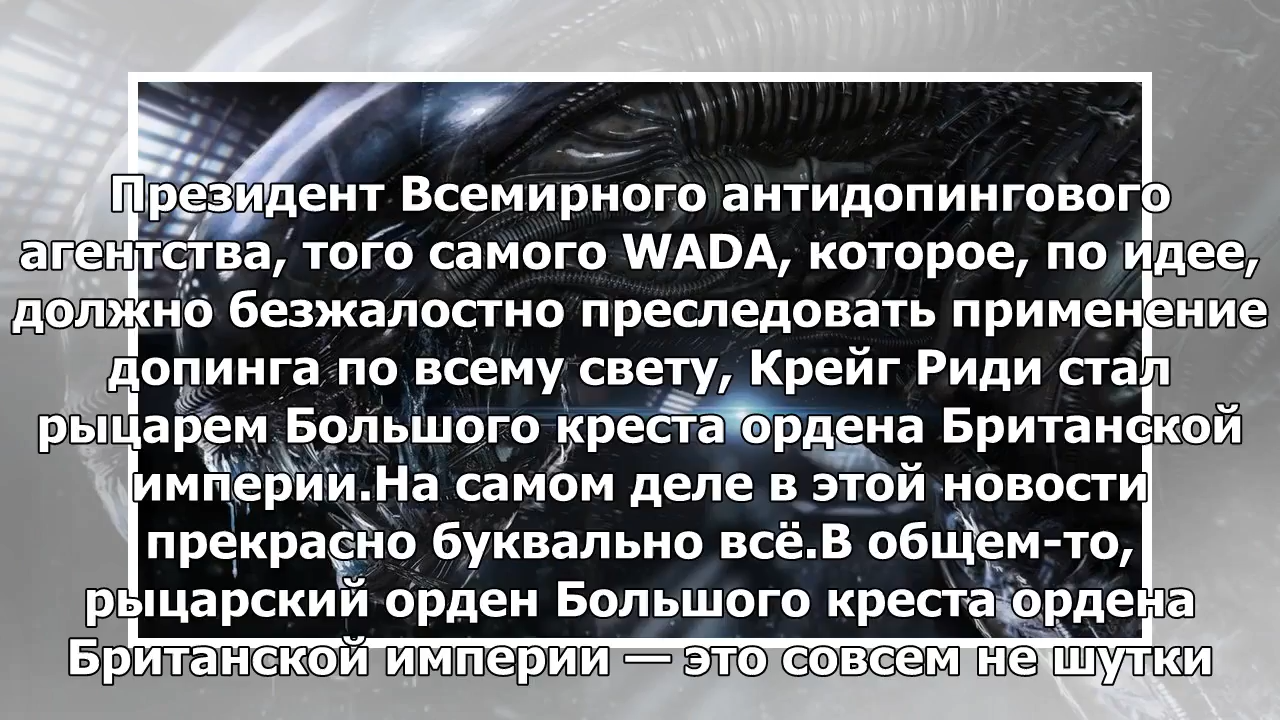 Президент Всемирного антидопингового
агентства, того самого WADA, которое, по идее,
должно безжалостно преследовать применение
допинга по всему свету, Крейг Риди стал
рыцарем Большого креста ордена Британской
империи.На самом деле в этой новости
прекрасно буквально всё.В общем-то,
рыцарский орден Большого креста ордена
Британской империи — это совсем не шутки